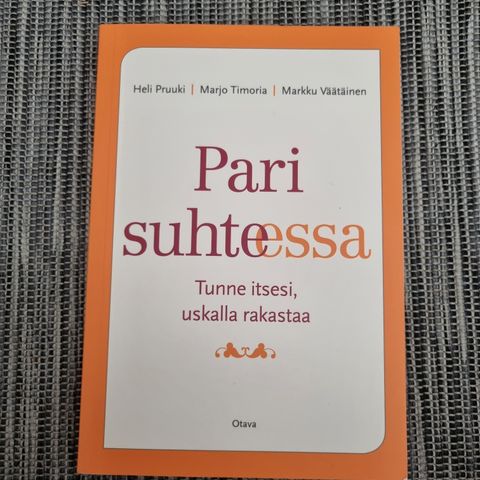 Heli Pruuki | Marjo Timoria | Markku Väätäinen
Pari
suhteessa
Tunne itsesi,
uskalla rakastaa
Otava